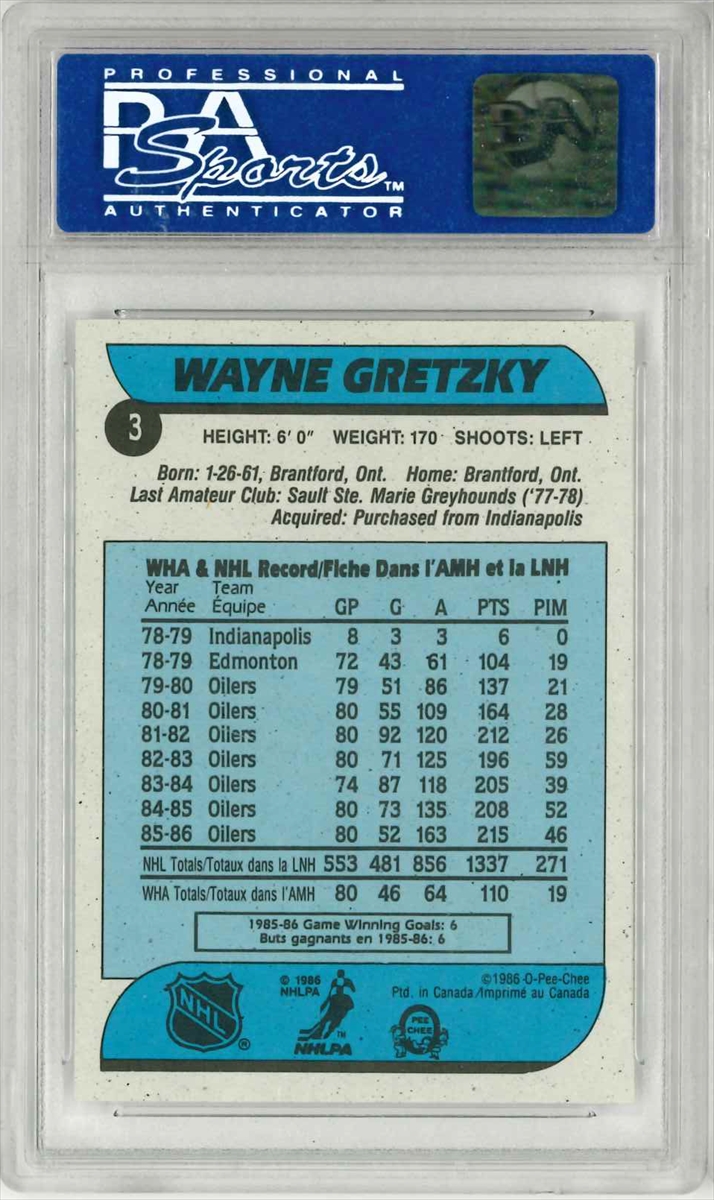 PROFESSIONAL
PSA
Sports™
AUTHENTICATOR
PSA
WAYNE GRETZKY
3
HEIGHT: 6' 0" WEIGHT: 170 SHOOTS: LEFT
Born: 1-26-61, Brantford, Ont. Home: Brantford, Ont.
Last Amateur Club: Sault Ste. Marie Greyhounds ('77-78)
Acquired: Purchased from Indianapolis
WHA & NHL Record/Fiche Dans l'AMH et la LNH
Year Team
Année Équipe GP G A PTS PIM
78-79 Indianapolis 8 3 3 6 0
78-79 Edmonton 72 43 61 104 19
79-80 Oilers 79 51 86 137 21
80-81 Oilers 80 55 109 164 28
81-82 Oilers 80 92 120 212 26
82-83 Oilers 80 71 125 196 59
83-84 Oilers 74 87 118 205 39
84-85 Oilers 80 73 135 208 52
85-86 Oilers 80 52 163 215 46
NHL Totals/Totaux dans la LNH 553 481 856 1337 271
WHA Totals/Totaux dans l'AMH 80 46 64 110 19
1985-86 Game Winning Goals: 6
Buts gagnants en 1985-86: 6
NHL ®
© 1986
NHLPA
™
NHLPA
©1986 O-Pee-Chee
Ptd. in Canada/Imprimé au Canada
PEE
CHEE